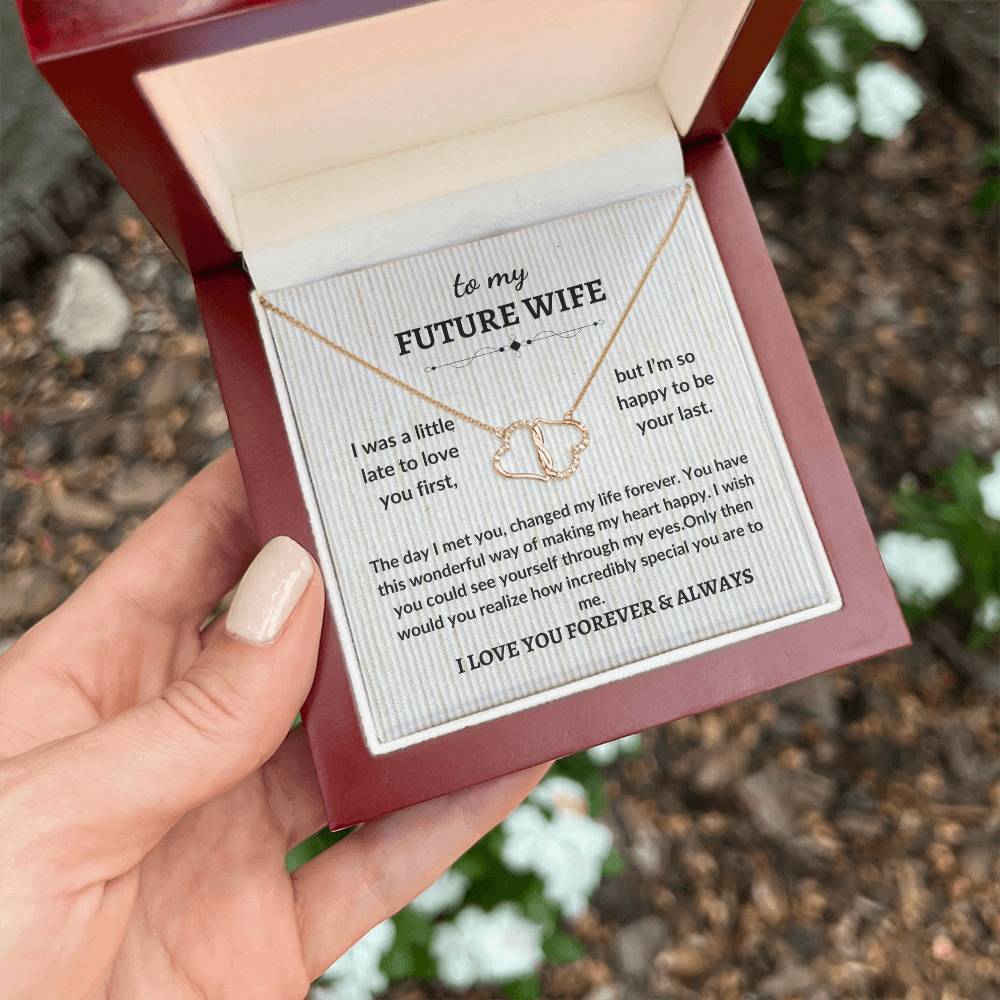 to my
FUTURE WIFE
I was a little
late to love
you first,
but I'm so
happy to be
your last.
The day I met you, changed my life forever. You have
this wonderful way of making my heart happy. I wish
you could see yourself through my eyes.Only then
would you realize how incredibly special you are to
me.
I LOVE YOU FOREVER & ALWAYS